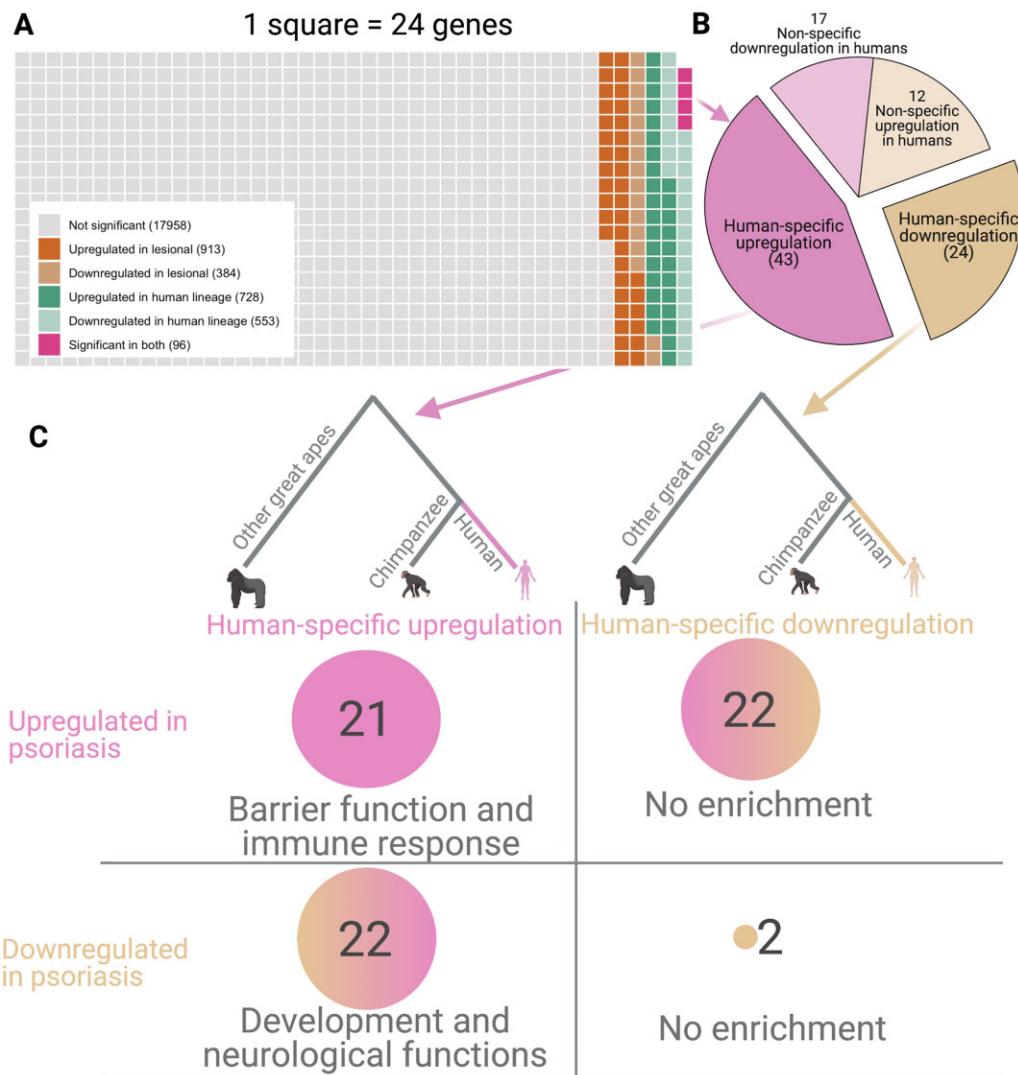 A
1 square = 24 genes
Not significant (17958)
Upregulated in lesional (913)
Downregulated in lesional (384)
Upregulated in human lineage (728)
Downregulated in human lineage (553)
Significant in both (96)
B
17
Non-specific
downregulation in humans
12
Non-specific
upregulation
in humans
Human-specific
upregulation
(43)
Human-specific
downregulation
(24)
C
Other great apes
Chimpanzee
Human
Other great apes
Chimpanzee
Human
Human-specific upregulation
Human-specific downregulation
Upregulated in
psoriasis
21
Barrier function and
immune response
22
No enrichment
Downregulated
in psoriasis
22
Development and
neurological functions
2
No enrichment